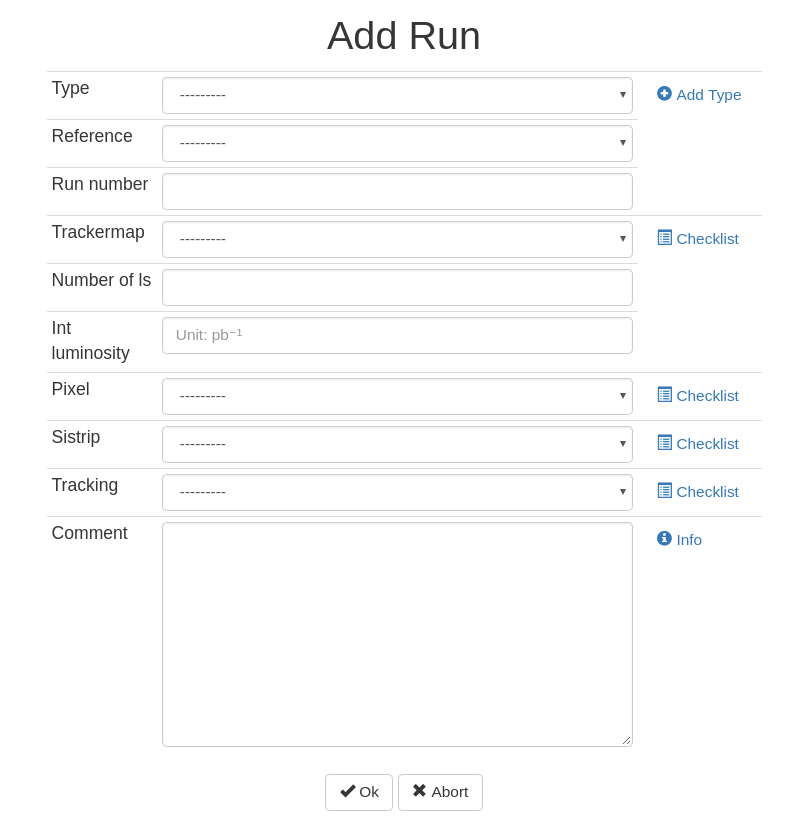 Add Run
Type
---------
Add Type
Reference
---------
Run number
Trackermap
---------
Checklist
Number of ls
Int
luminosity
Unit: pb⁻¹
Pixel
---------
Checklist
Sistrip
---------
Checklist
Tracking
---------
Checklist
Comment
Info
Ok
Abort